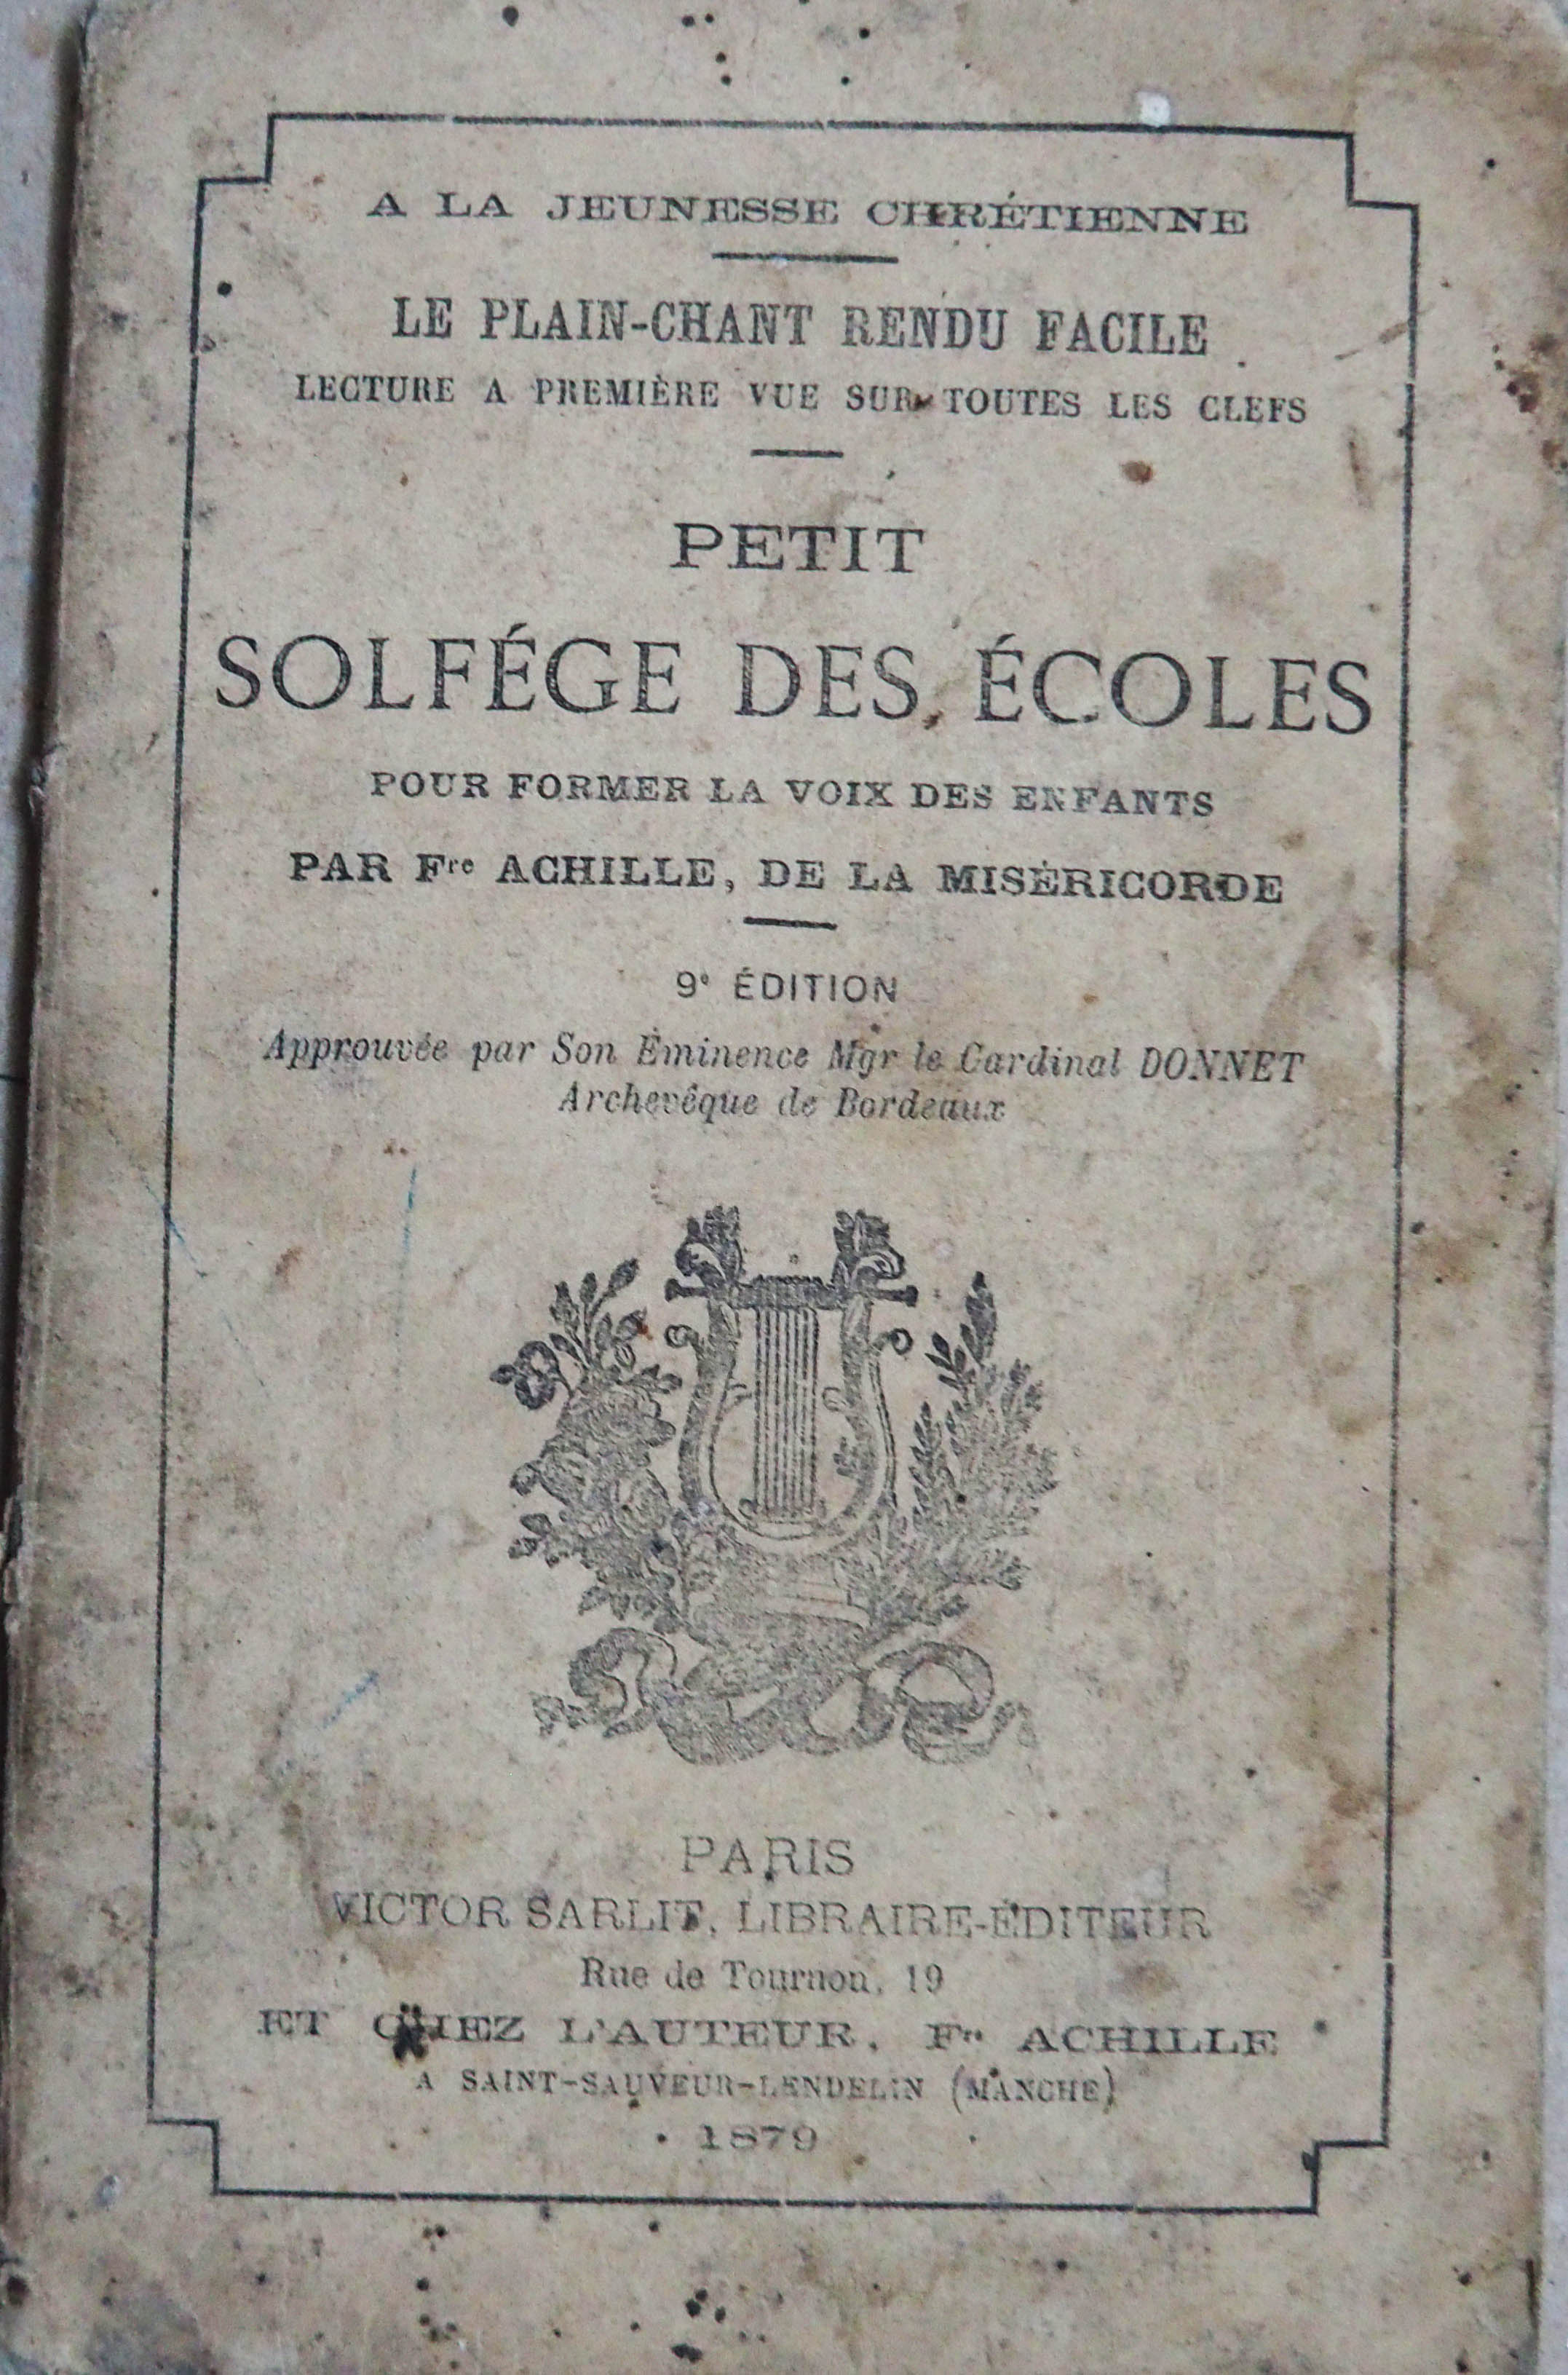 A LA JEUNESSE CHRÉTIENNE
LE PLAIN-CHANT RENDU FACILE
LECTURE A PREMIÈRE VUE SUR TOUTES LES CLEFS
PETIT
SOLFÉGE DES ÉCOLES
POUR FORMER LA VOIX DES ENFANTS
PAR Fre ACHILLE, DE LA MISÉRICORDE
9e ÉDITION
Approuvée par Son Éminence Mgr le Cardinal DONNET
Archevêque de Bordeaux
PARIS
VICTOR SARLIT, LIBRAIRE-ÉDITEUR
Rue de Tournon, 19
ET CHEZ L'AUTEUR, Fre ACHILLE
A SAINT-SAUVEUR-LENDELIN (MANCHE)
1879